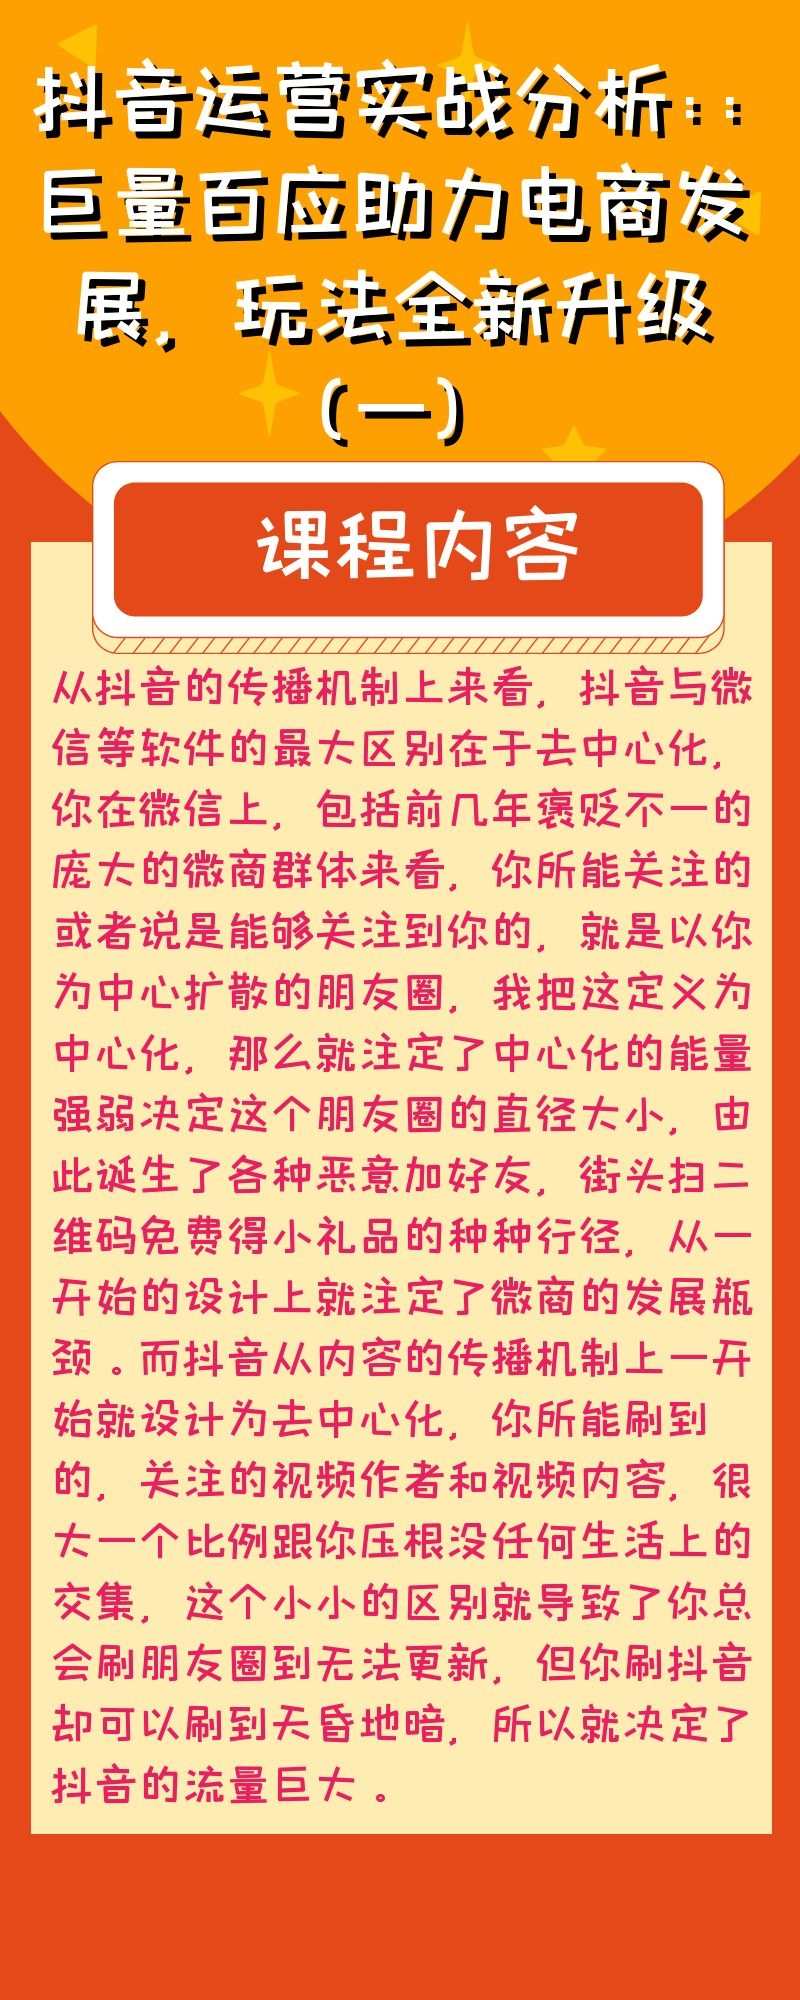 抖音运营实战分析::
巨量百应助力电商发
展，玩法全新升级
(一)
课程内容
从抖音的传播机制上来看，抖音与微
信等软件的最大区别在于去中心化，
你在微信上，包括前几年褒贬不一的
庞大的微商群体来看，你所能关注的
或者说是能够关注到你的，就是以你
为中心扩散的朋友圈，我把这定义为
中心化，那么就注定了中心化的能量
强弱决定这个朋友圈的直径大小，由
此诞生了各种恶意加好友，街头扫二
维码免费得小礼品的种种行径，从一
开始的设计上就注定了微商的发展瓶
颈。而抖音从内容的传播机制上一开
始就设计为去中心化，你所能刷到
的，关注的视频作者和视频内容，很
大一个比例跟你压根没任何生活上的
交集，这个小小的区别就导致了你总
会刷朋友圈到无法更新，但你刷抖音
却可以刷到天昏地暗，所以就决定了
抖音的流量巨大。